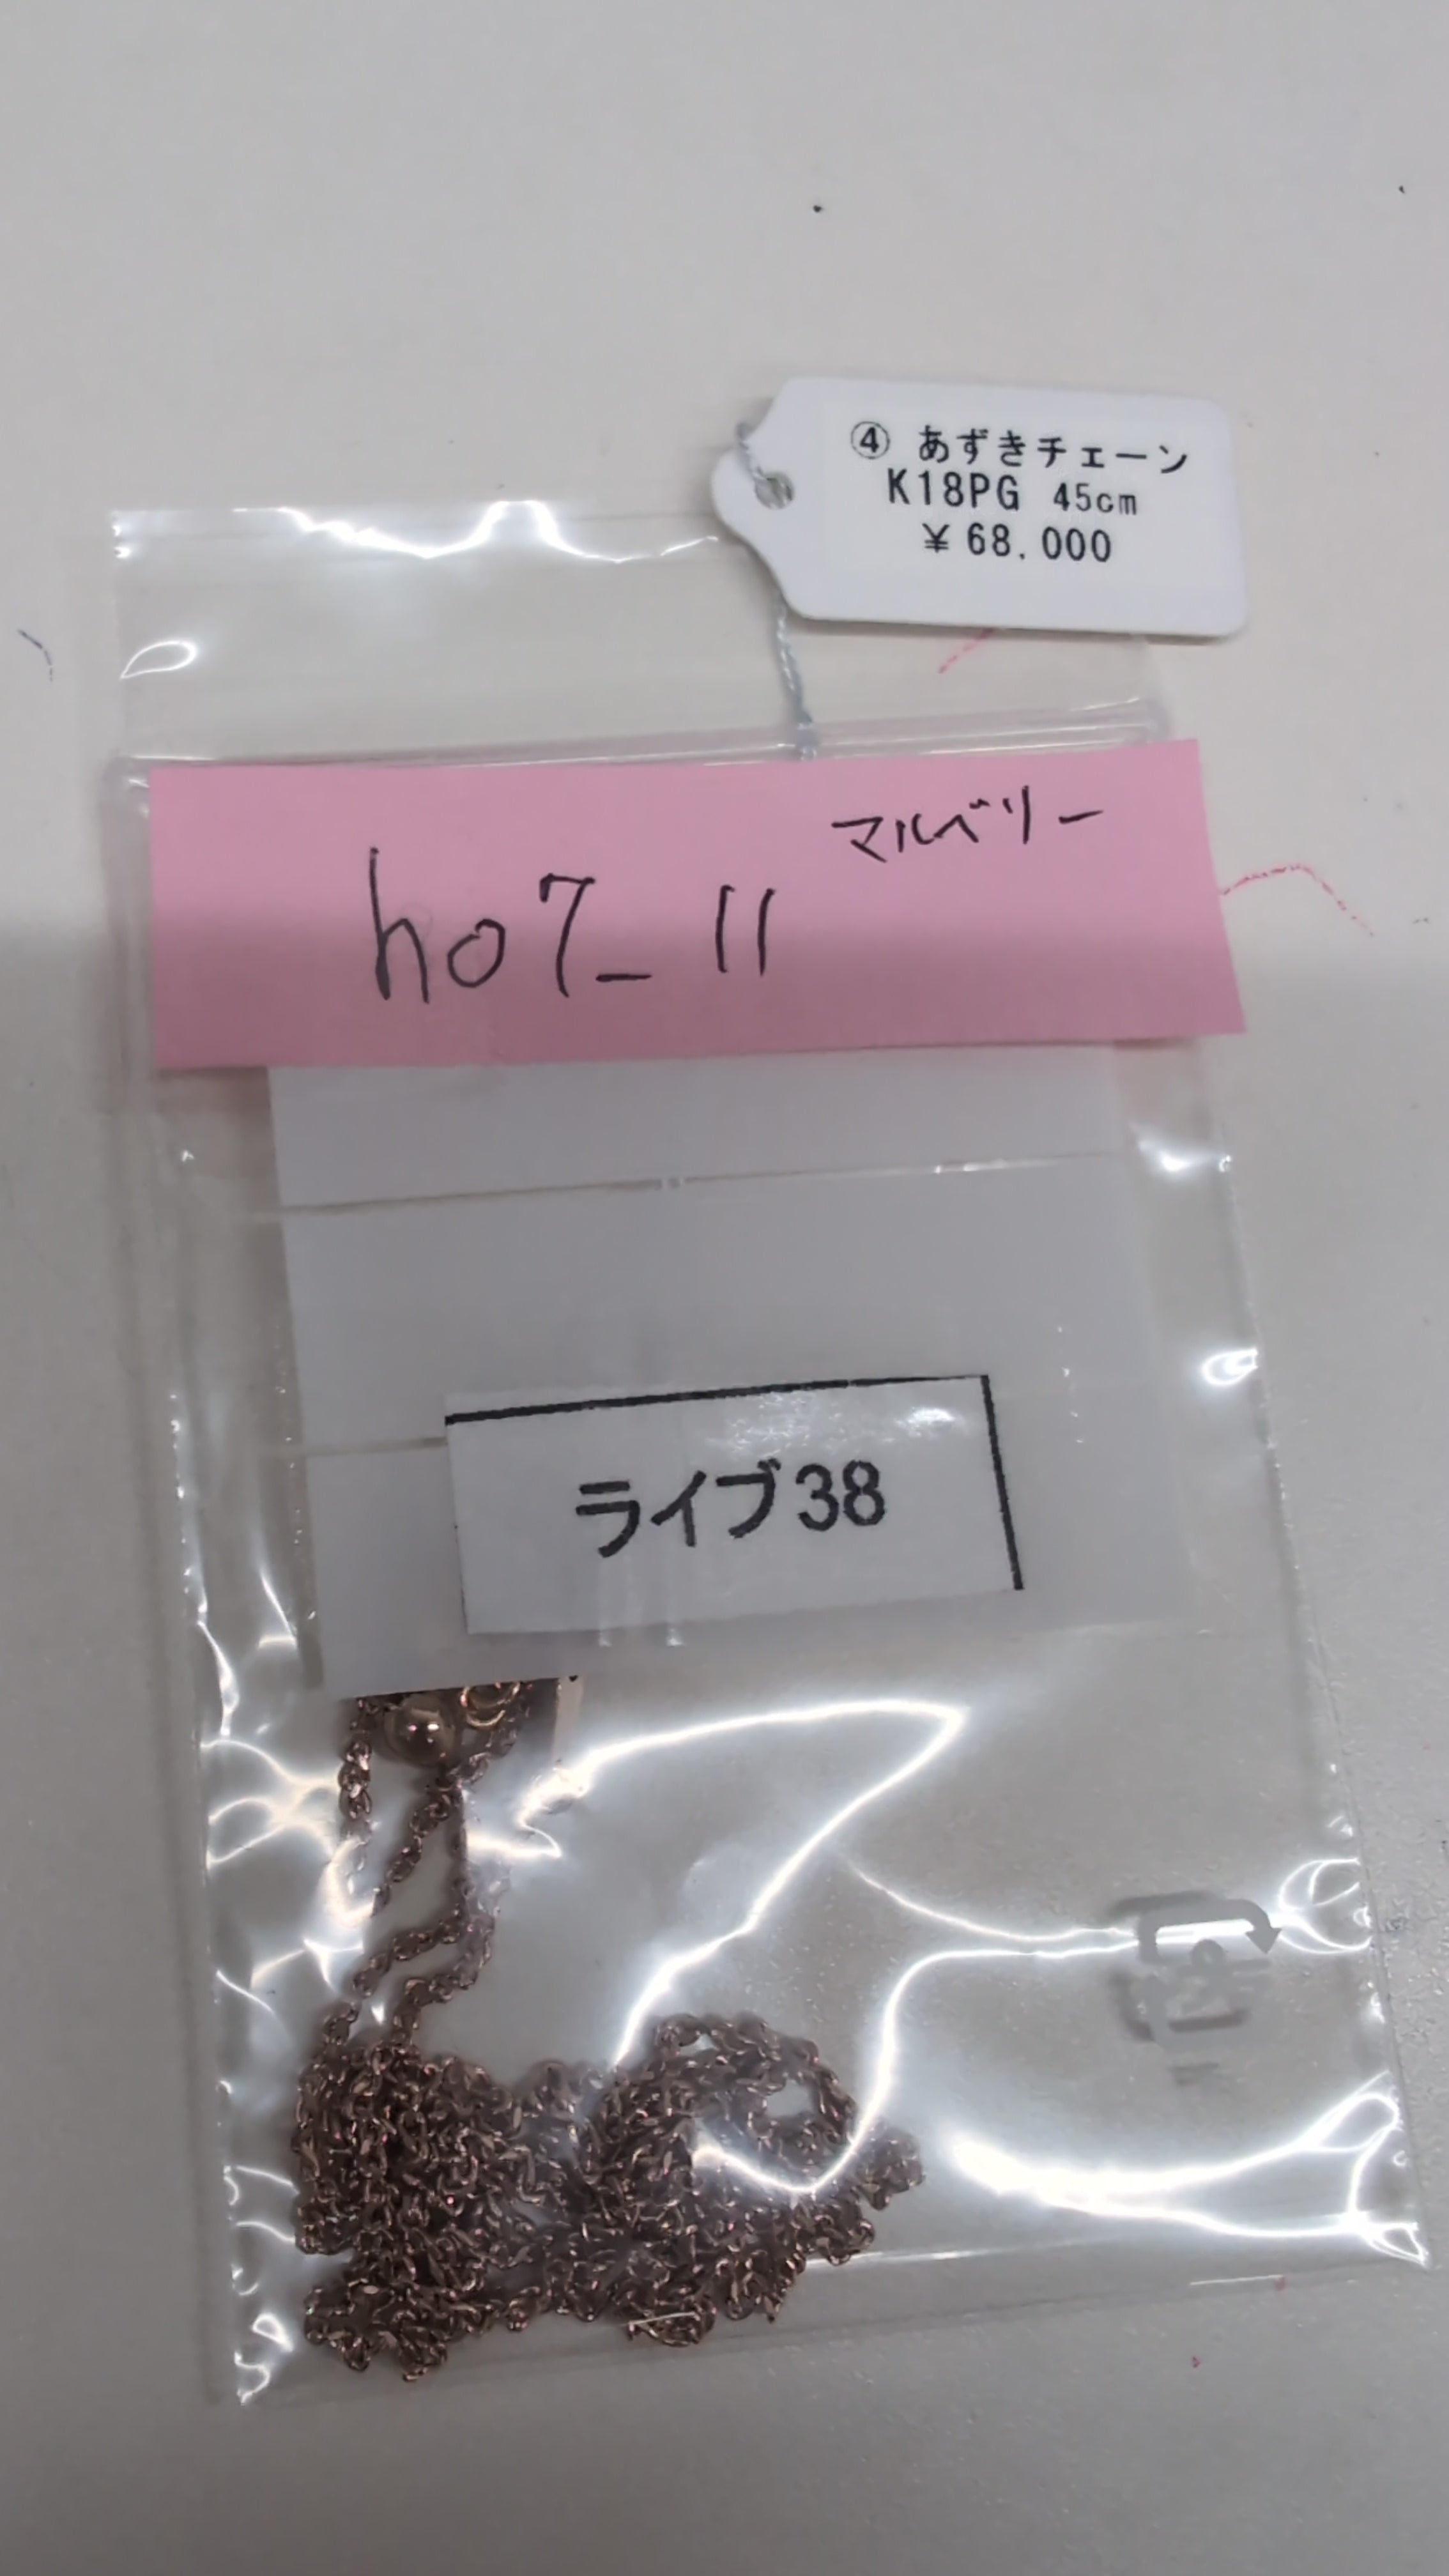 ④ あずきチェーン
K18PG 45cm
¥68,000
マルベリー
h07_11
ライブ38